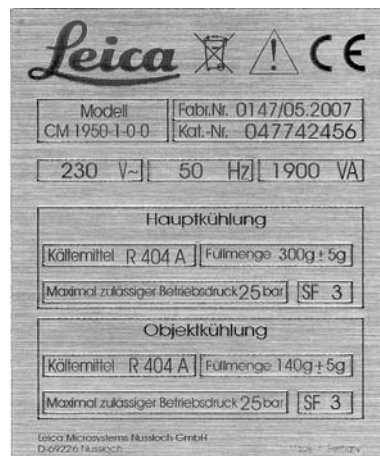 Leica CE
Modell
CM 1950-1-0-0
Fabr.Nr. 0147/05.2007
Kat.-Nr. 047742456
230 V~ 50 Hz 1900 VA
Hauptkühlung
Kältemittel R 404 A Füllmenge 300g ± 5g
Maximal zulässiger Betriebsdruck 25 bar SF 3
Objektkühlung
Kältemittel R 404 A Füllmenge 140g ± 5g
Maximal zulässiger Betriebsdruck 25 bar SF 3
Leica Microsystems Nussloch GmbH
D-69226 Nussloch Germany